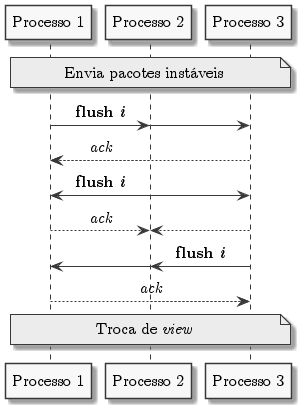 Processo 1 Processo 2 Processo 3
Envia pacotes instáveis
flush i
ack
flush i
ack
flush i
ack
Troca de view
Processo 1 Processo 2 Processo 3